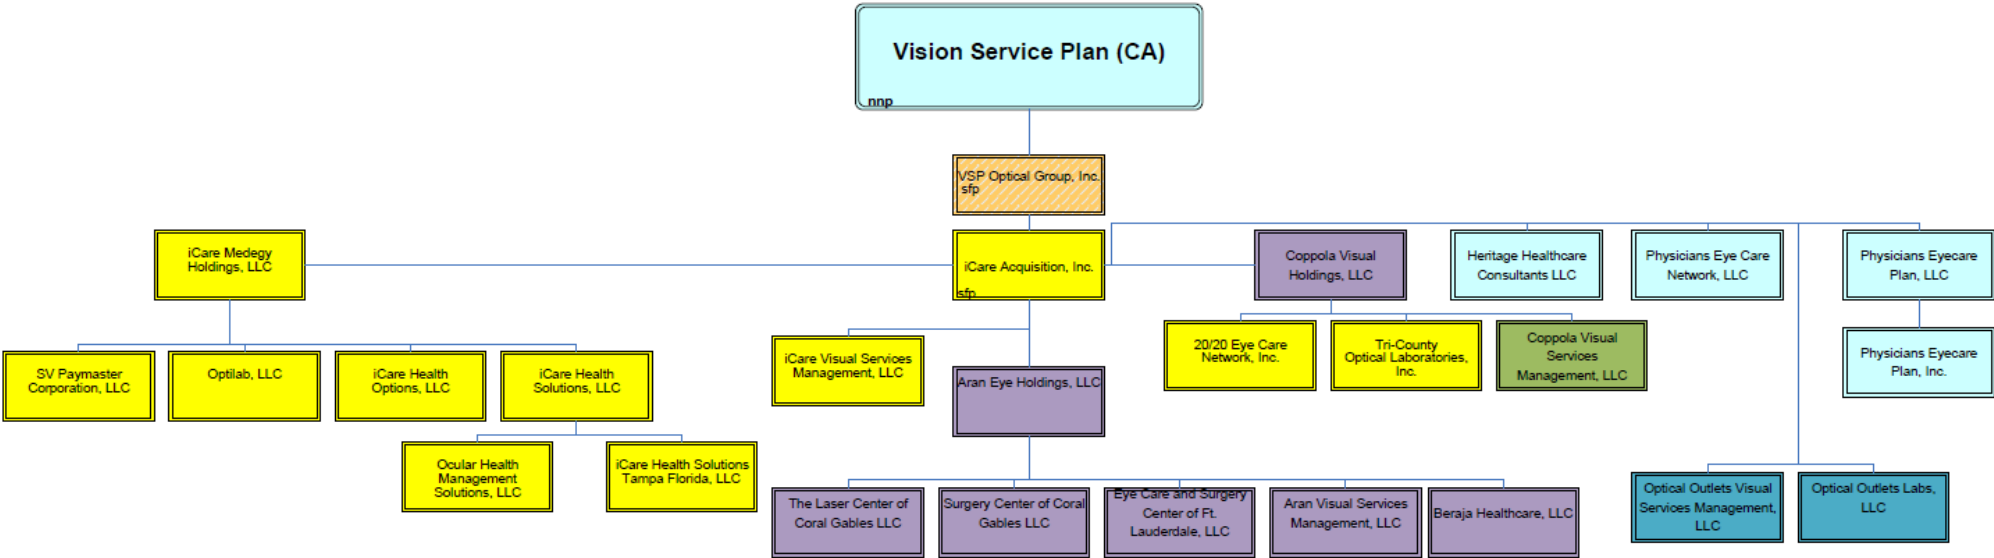 Vision Service Plan (CA)
nnp
VSP Optical Group, Inc.
sfp
iCare Medegy
Holdings, LLC
iCare Acquisition, Inc.
sfp
Coppola Visual
Holdings, LLC
Heritage Healthcare
Consultants LLC
Physicians Eye Care
Network, LLC
Physicians Eyecare
Plan, LLC
SV Paymaster
Corporation, LLC
Optilab, LLC
iCare Health
Options, LLC
iCare Health
Solutions, LLC
iCare Visual Services
Management, LLC
Aran Eye Holdings, LLC
20/20 Eye Care
Network, Inc.
Tri-County
Optical Laboratories,
Inc.
Coppola Visual
Services
Management, LLC
Physicians Eyecare
Plan, Inc.
Ocular Health
Management
Solutions, LLC
iCare Health Solutions
Tampa Florida, LLC
The Laser Center of
Coral Gables LLC
Surgery Center of Coral
Gables LLC
Eye Care and Surgery
Center of Ft.
Lauderdale, LLC
Aran Visual Services
Management, LLC
Beraja Healthcare, LLC
Optical Outlets Visual
Services Management,
LLC
Optical Outlets Labs,
LLC